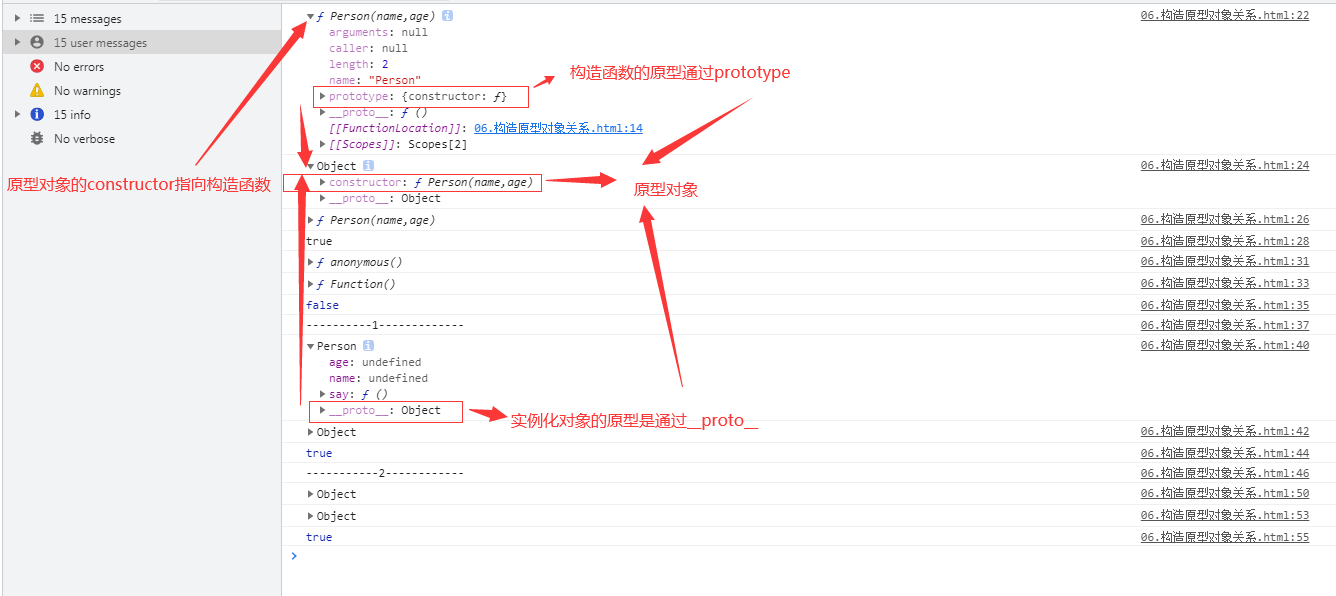 15 messages
15 user messages
No errors
No warnings
15 info
No verbose
原型对象的constructor指向构造函数
ƒ Person(name,age) i 06.构造原型对象关系.html:22
arguments: null
caller: null
length: 2
name: "Person"
prototype: {constructor: ƒ}
构造函数的原型通过prototype
__proto__: ƒ ()
[[FunctionLocation]]: 06.构造原型对象关系.html:14
[[Scopes]]: Scopes[2]
Object i 06.构造原型对象关系.html:24
constructor: ƒ Person(name,age)
原型对象
__proto__: Object
ƒ Person(name,age) 06.构造原型对象关系.html:26
true 06.构造原型对象关系.html:28
ƒ anonymous() 06.构造原型对象关系.html:31
ƒ Function() 06.构造原型对象关系.html:33
false 06.构造原型对象关系.html:35
----------1------------- 06.构造原型对象关系.html:37
Person i 06.构造原型对象关系.html:40
age: undefined
name: undefined
say: ƒ ()
__proto__: Object
实例化对象的原型是通过__proto__
Object 06.构造原型对象关系.html:42
true 06.构造原型对象关系.html:44
-----------2------------ 06.构造原型对象关系.html:46
Object 06.构造原型对象关系.html:50
Object 06.构造原型对象关系.html:53
true 06.构造原型对象关系.html:55